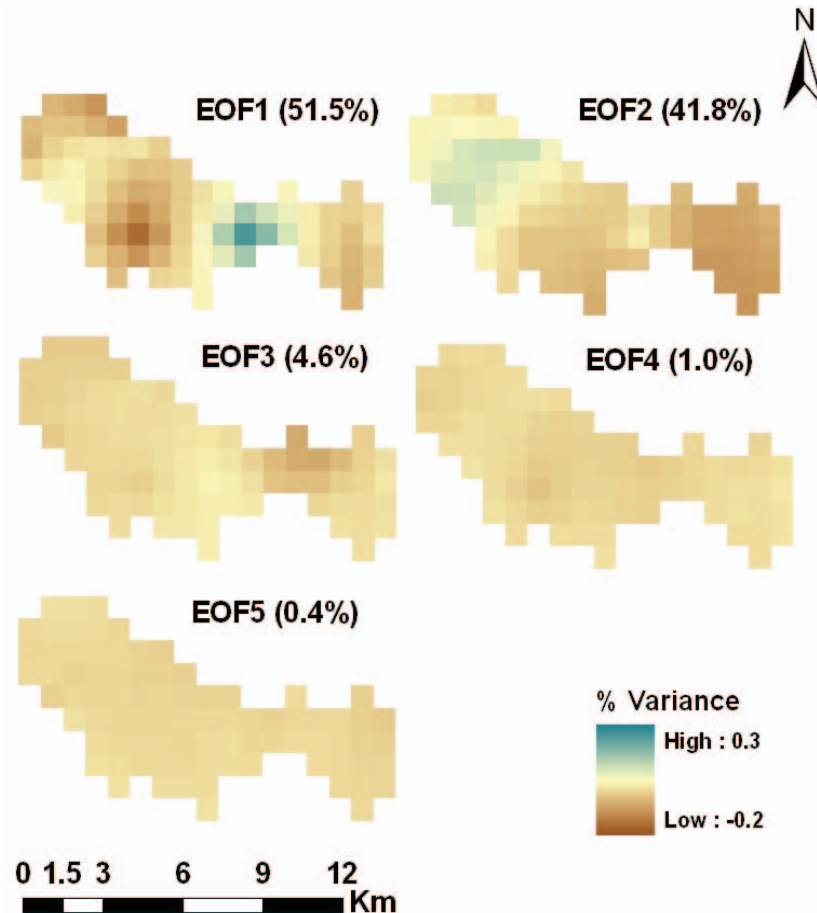 N
EOF1 (51.5%)
EOF2 (41.8%)
EOF3 (4.6%)
EOF4 (1.0%)
EOF5 (0.4%)
% Variance
High : 0.3
Low : -0.2
0 1.5 3 6 9 12
Km